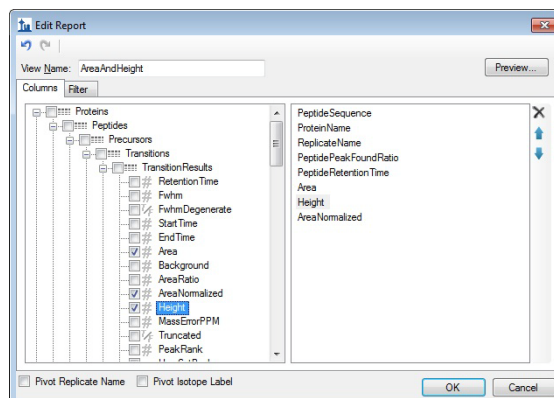 Edit Report
View Name: AreaAndHeight
Preview...
Columns
Filter
Proteins
Peptides
Precursors
Transitions
TransitionResults
RetentionTime
Fwhm
FwhmDegenerate
StartTime
EndTime
Area
Background
AreaRatio
AreaNormalized
Height
MassErrorPPM
Truncated
PeakRank
PeptideSequence
ProteinName
ReplicateName
PeptidePeakFoundRatio
PeptideRetentionTime
Area
Height
AreaNormalized
Pivot Replicate Name
Pivot Isotope Label
OK
Cancel